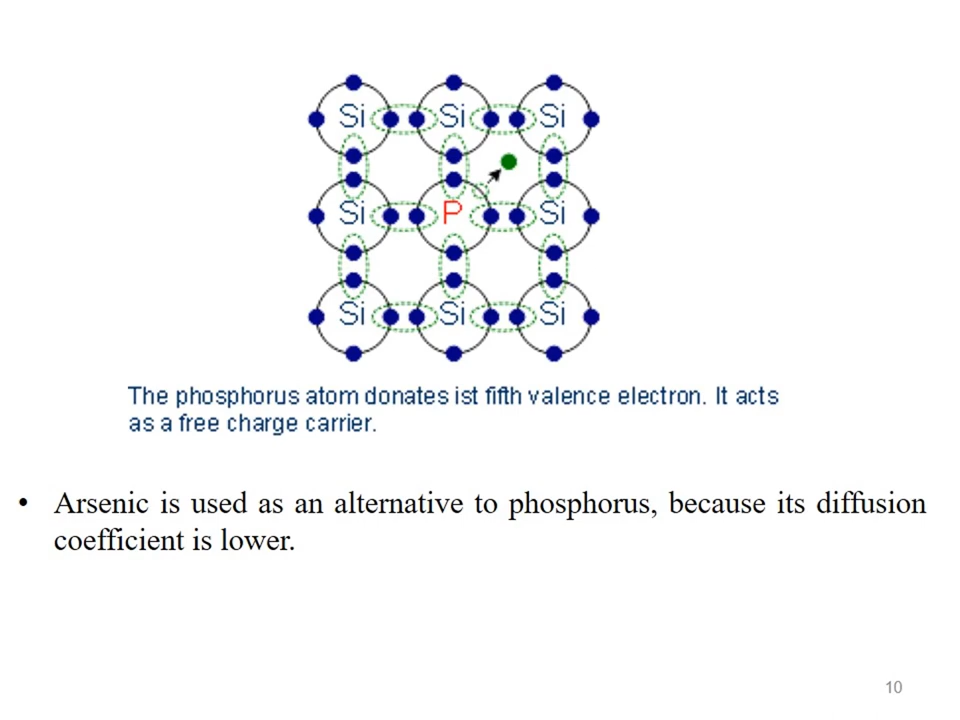 Si Si Si
Si P Si
Si Si Si
The phosphorus atom donates ist fifth valence electron. It acts
as a free charge carrier.
• Arsenic is used as an alternative to phosphorus, because its diffusion
coefficient is lower.
10